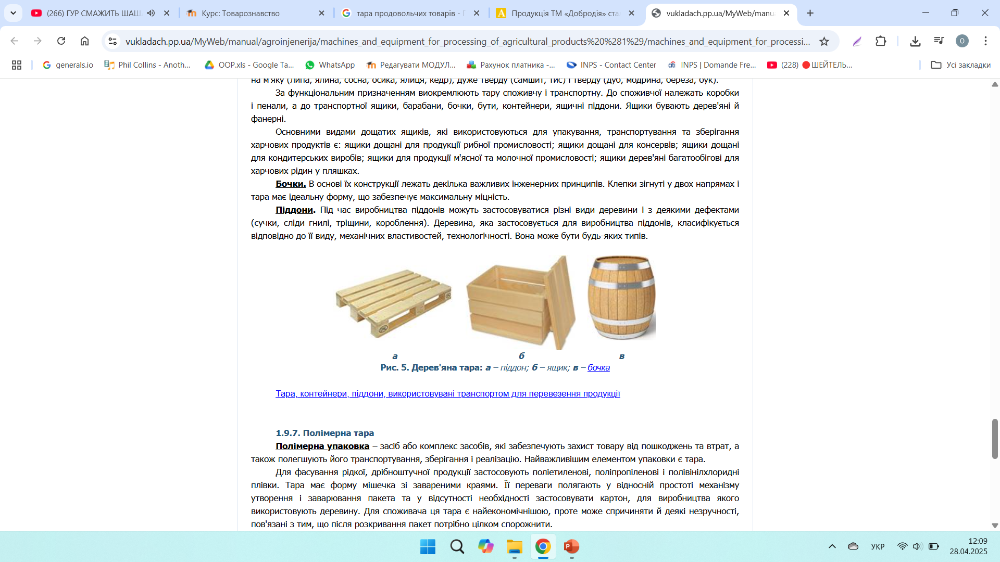 (266) ГУР СМАЖИТЬ ШАШ
Курс: Товарознавство
тара продовольчих товарів -
Продукція ТМ «Добродія» ста
vukladach.pp.ua/MyWeb/manu
vukladach.pp.ua/MyWeb/manual/agroinjenerija/machines_and_equipment_for_processing_of_agricultural_products%20%281%29/machines_and_equipment_for_processi...
O
generals.io
Phil Collins - Anoth...
OOP.xls - Google Ta...
WhatsApp
Редагувати МОДУЛ...
Рахунок платника -...
INPS - Contact Center
citi
INPS | Domande Fre...
(228) 🔴ШЕЙТЕЛЬ...
Усі закладки
на м'яку (липа, ялина, сосна, осика, ялиця, кедр), дуже тверду (самшит, тис) і тверду (дуб, модрина, береза, бук).
За функціональним призначенням виокремлюють тару споживчу і транспортну. До споживчої належать коробки
і пенали, а до транспортної ящики, барабани, бочки, бути, контейнери, ящичні піддони. Ящики бувають дерев'яні й
фанерні.
Основними видами дощатих ящиків, які використовуються для упакування, транспортування та зберігання
харчових продуктів є: ящики дощані для продукції рибної промисловості; ящики дощані для консервів; ящики дощані
для кондитерських виробів; ящики для продукції м'ясної та молочної промисловості; ящики дерев'яні багатообігові для
харчових рідин у пляшках.
Бочки. В основі їх конструкції лежать декілька важливих інженерних принципів. Клепки зігнуті у двох напрямах і
тара має ідеальну форму, що забезпечує максимальну міцність.
Піддони. Під час виробництва піддонів можуть застосовуватися різні види деревини і з деякими дефектами
(сучки, сліди гнилі, тріщини, короблення). Деревина, яка застосовується для виробництва піддонів, класифікується
відповідно до її виду, механічних властивостей, технологічності. Вона може бути будь-яких типів.
а
б
в
Рис. 5. Дерев'яна тара: а – піддон; б – ящик; в – бочка
Тара, контейнери, піддони, використовувані транспортом для перевезення продукції
1.9.7. Полімерна тара
Полімерна упаковка – засіб або комплекс засобів, які забезпечують захист товару від пошкоджень та втрат, а
також полегшують його транспортування, зберігання і реалізацію. Найважливішим елементом упаковки є тара.
Для фасування рідкої, дрібноштучної продукції застосовують поліетиленові, поліпропіленові і полівінілхлоридні
плівки. Тара має форму мішечка зі завареними краями. Її переваги полягають у відносній простоті механізму
утворення і заварювання пакета та у відсутності необхідності застосовувати картон, для виробництва якого
використовують деревину. Для споживача ця тара є найекономічнішою, проте може спричиняти й деякі незручності,
пов'язані з тим, що після розкривання пакет потрібно цілком спорожнити.
УКР
12:09
28.04.2025